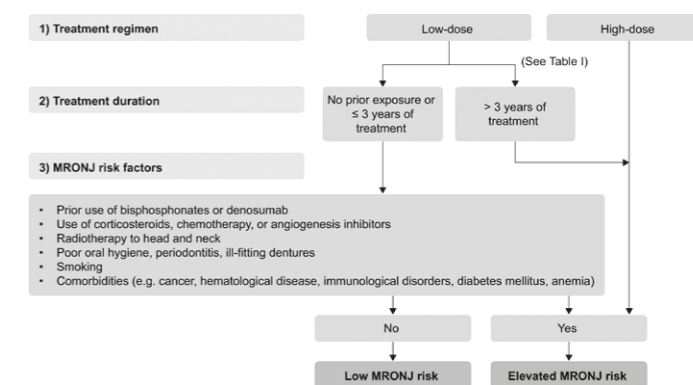 1) Treatment regimen
Low-dose
High-dose
(See Table I)
2) Treatment duration
No prior exposure or
≤ 3 years of
treatment
> 3 years of
treatment
3) MRONJ risk factors
• Prior use of bisphosphonates or denosumab
• Use of corticosteroids, chemotherapy, or angiogenesis inhibitors
• Radiotherapy to head and neck
• Poor oral hygiene, periodontitis, ill-fitting dentures
• Smoking
• Comorbidities (e.g. cancer, hematological disease, immunological disorders, diabetes mellitus, anemia)
No
Yes
Low MRONJ risk
Elevated MRONJ risk